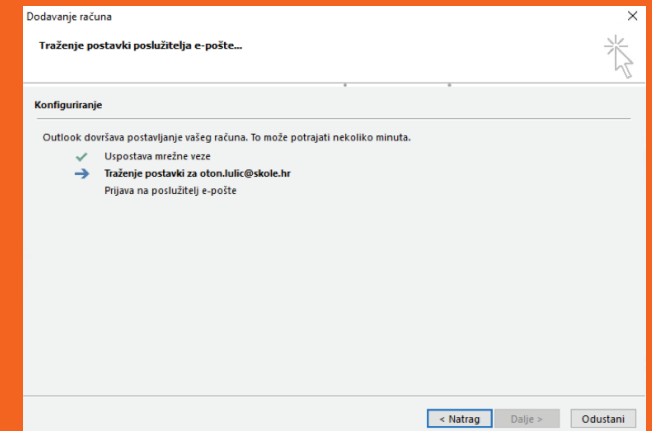 Dodavanje računa
Traženje postavki poslužitelja e-pošte...
Konfiguriranje
Outlook dovršava postavljanje vašeg računa. To može potrajati nekoliko minuta.
Uspostava mrežne veze
Traženje postavki za oton.lulic@skole.hr
Prijava na poslužitelj e-pošte
< Natrag
Dalje >
Odustani